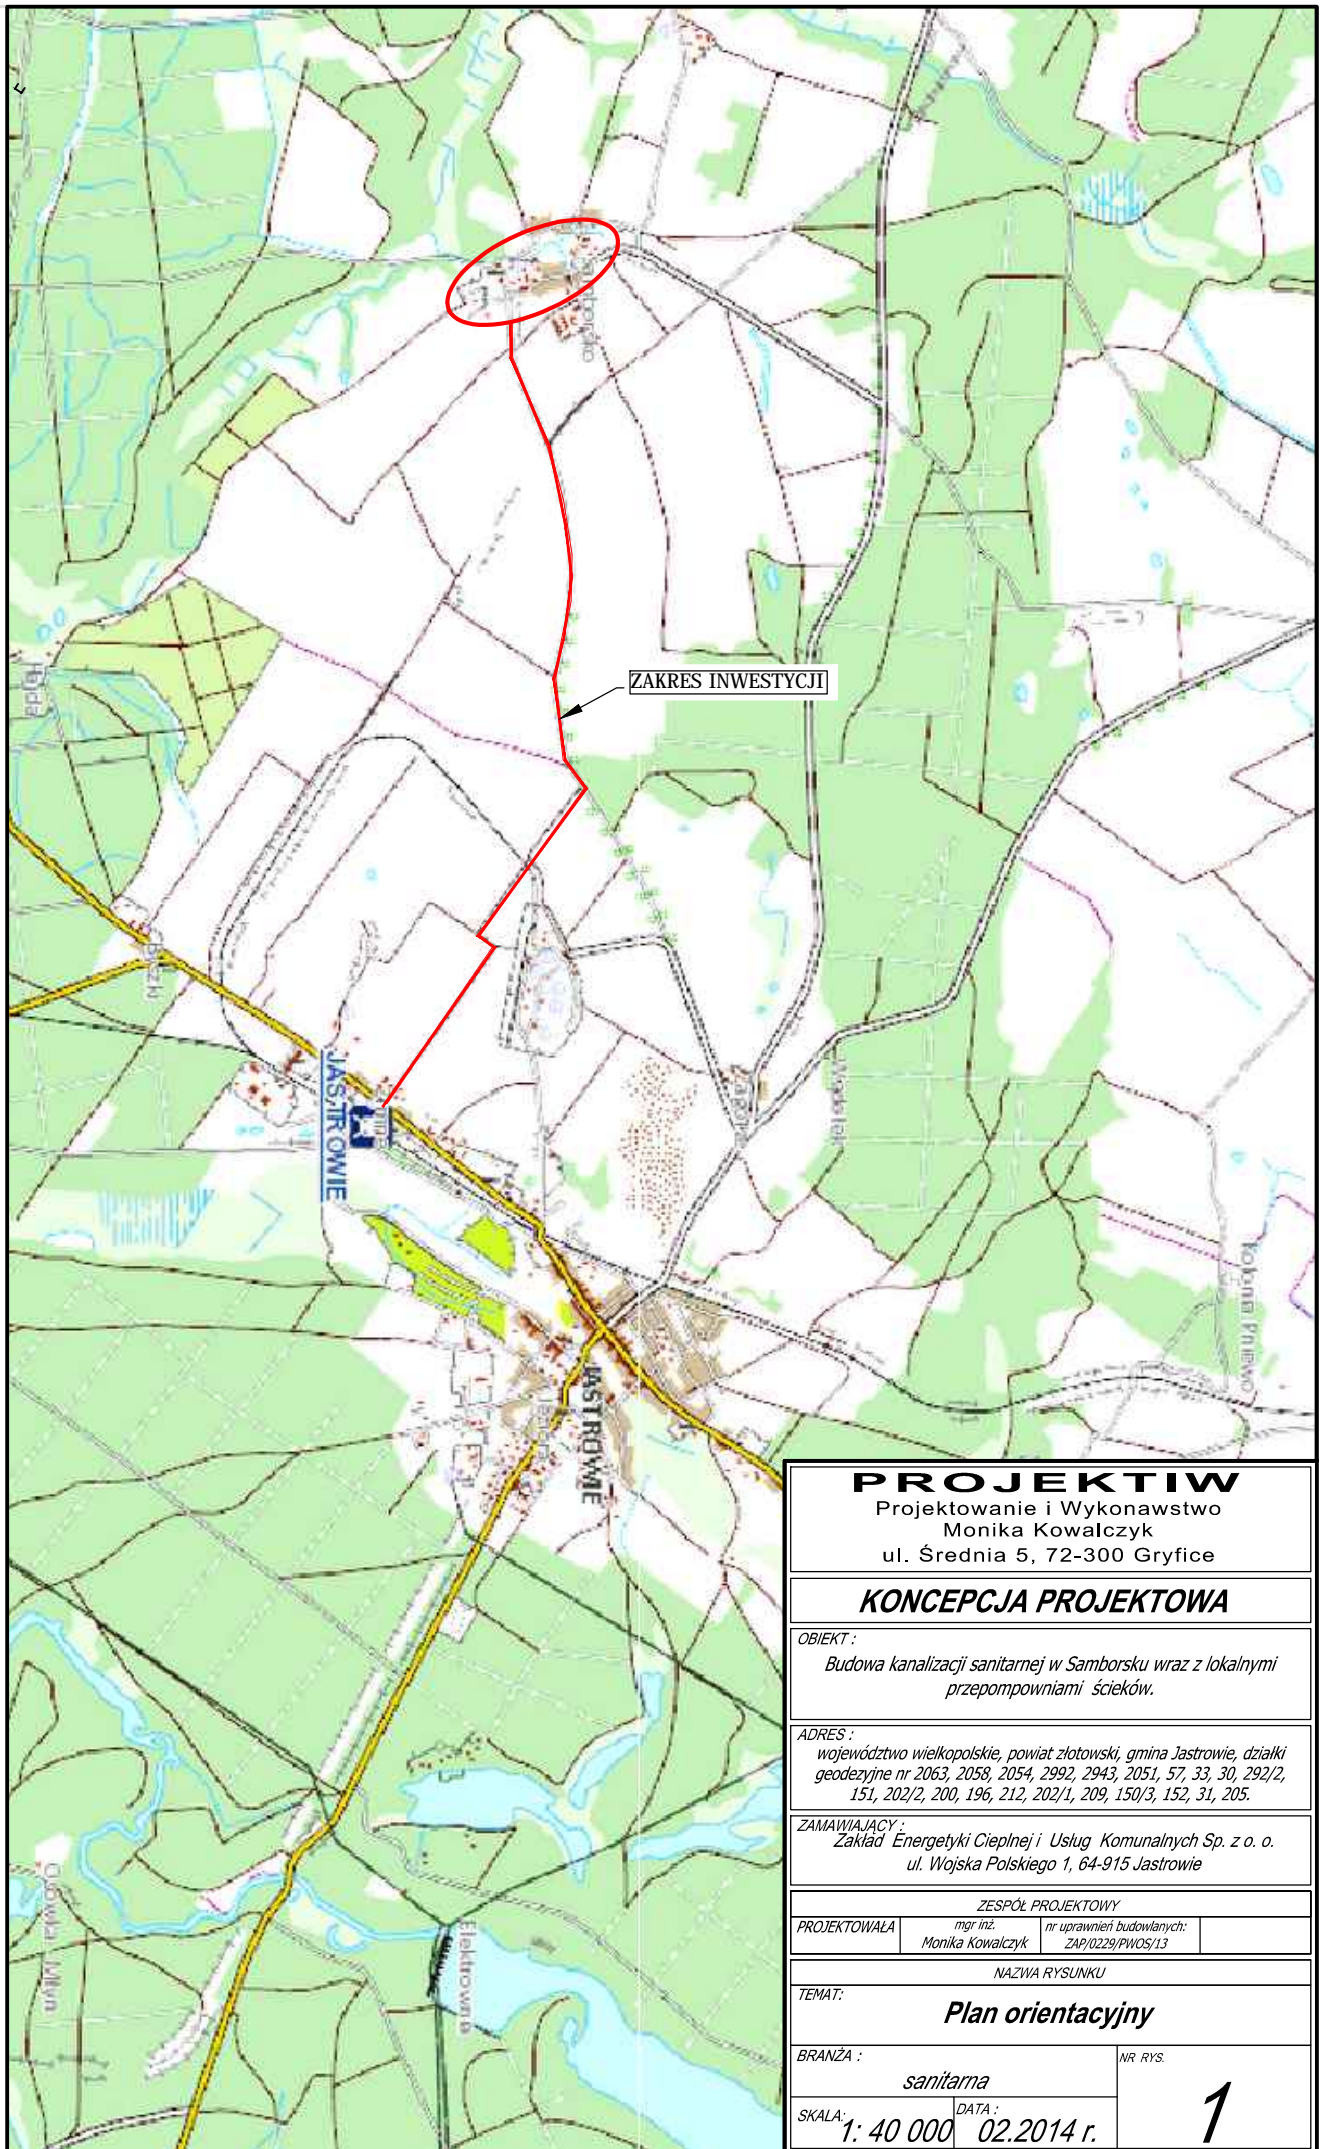 Samborsko
ZAKRES INWESTYCJI
JASTROWIE
JASTROWIE
Kolonia Pniewo
Elektrownia
PROJEKTIW
Projektowanie i Wykonawstwo
Monika Kowalczyk
ul. Średnia 5, 72-300 Gryfice
KONCEPCJA PROJEKTOWA
OBIEKT :
Budowa kanalizacji sanitarnej w Samborsku wraz z lokalnymi
przepompowniami ścieków.
ADRES :
województwo wielkopolskie, powiat złotowski, gmina Jastrowie, działki
geodezyjne nr 2063, 2058, 2054, 2992, 2943, 2051, 57, 33, 30, 292/2,
151, 202/2, 200, 196, 212, 202/1, 209, 150/3, 152, 31, 205.
ZAMAWIAJĄCY :
Zakład Energetyki Cieplnej i Usług Komunalnych Sp. z o. o.
ul. Wojska Polskiego 1, 64-915 Jastrowie
ZESPÓŁ PROJEKTOWY
PROJEKTOWAŁA
mgr inż.
Monika Kowalczyk
nr uprawnień budowlanych:
ZAP/0229/PWOS/13
NAZWA RYSUNKU
TEMAT:
Plan orientacyjny
BRANŻA :
sanitarna
NR RYS.
1
SKALA:
1: 40 000
DATA :
02.2014 r.